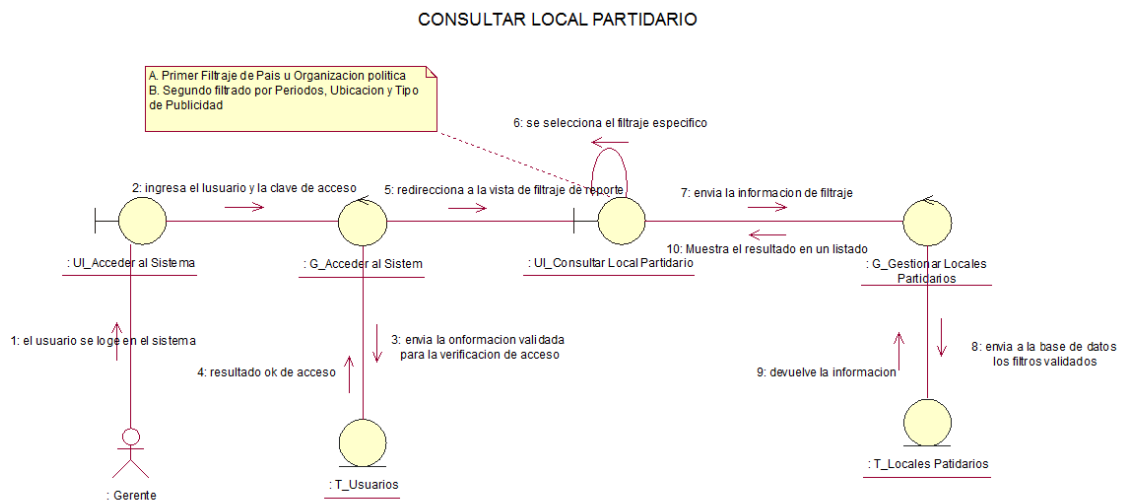 CONSULTAR LOCAL PARTIDARIO
A. Primer Filtraje de Pais u Organizacion politica
B. Segundo filtrado por Periodos, Ubicacion y Tipo
de Publicidad
6: se selecciona el filtraje especifico
2: ingresa el lusuario y la clave de acceso
5: redirecciona a la vista de filtraje de reporte
7: envia la informacion de filtraje
10: Muestra el resultado en un listado
: UI_Acceder al Sistema
: G_Acceder al Sistem
: UI_Consultar Local Partidario
: G_Gestionar Locales
Partidarios
1: el usuario se loge en el sistema
3: envia la onformacion validada
para la verificacion de acceso
4: resultado ok de acceso
8: envia a la base de datos
los filtros validados
9: devuelve la informacion
: Gerente
: T_Usuarios
: T_Locales Patidarios